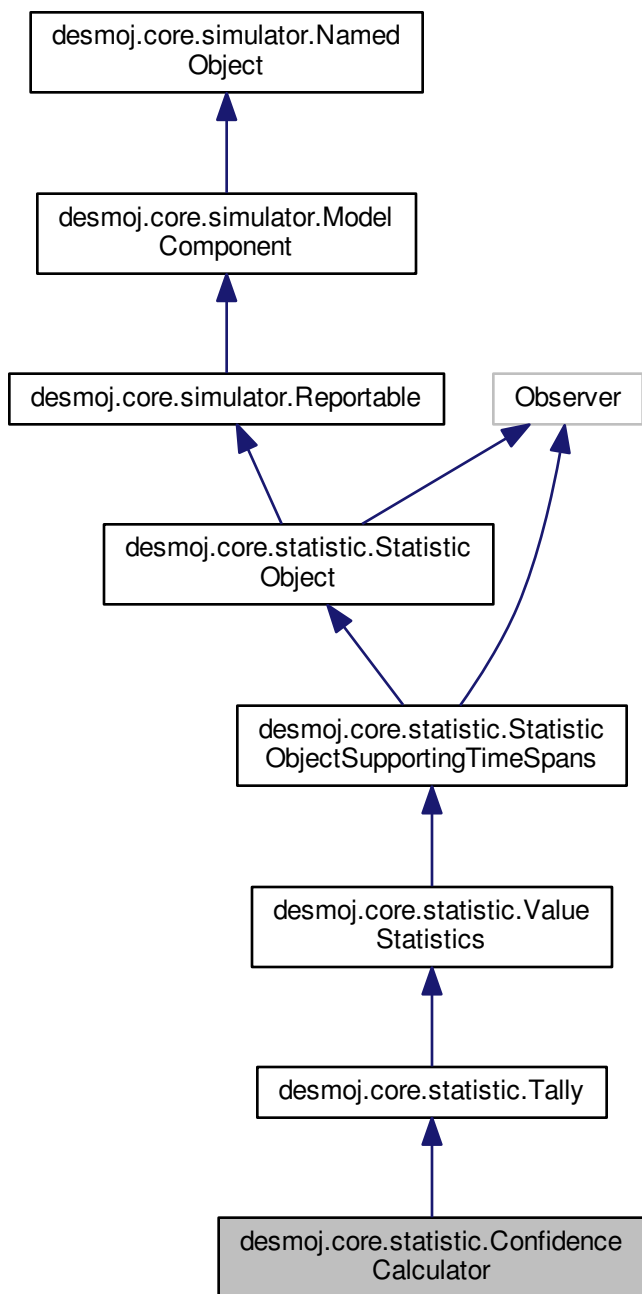 desmoj.core.simulator.Named
Object
desmoj.core.simulator.Model
Component
desmoj.core.simulator.Reportable
Observer
desmoj.core.statistic.Statistic
Object
desmoj.core.statistic.Statistic
ObjectSupportingTimeSpans
desmoj.core.statistic.Value
Statistics
desmoj.core.statistic.Tally
desmoj.core.statistic.Confidence
Calculator